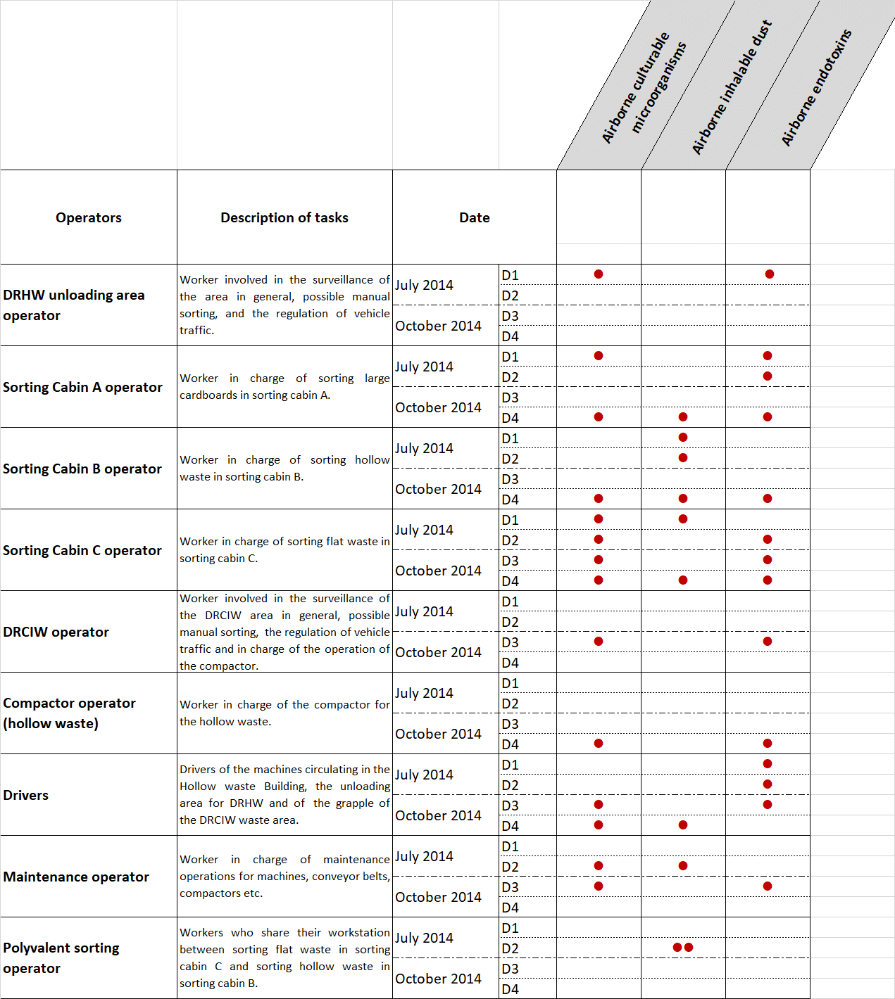 Airborne culturable
microorganisms
Airborne inhalable dust
Airborne endotoxins
Operators
Description of tasks
Date
DRHW unloading area
operator
Worker involved in the surveillance of
the area in general, possible manual
sorting, and the regulation of vehicle
traffic.
July 2014
October 2014
D1
D2
D3
D4
Sorting Cabin A operator
Worker in charge of sorting large
cardboards in sorting cabin A.
July 2014
October 2014
D1
D2
D3
D4
Sorting Cabin B operator
Worker in charge of sorting hollow
waste in sorting cabin B.
July 2014
October 2014
D1
D2
D3
D4
Sorting Cabin C operator
Worker in charge of sorting flat waste in
sorting cabin C.
July 2014
October 2014
D1
D2
D3
D4
DRCIW operator
Worker involved in the surveillance of
the DRCIW area in general, possible
manual sorting, the regulation of vehicle
traffic and in charge of the operation of
the compactor.
July 2014
October 2014
D1
D2
D3
D4
Compactor operator
(hollow waste)
Worker in charge of the compactor for
the hollow waste.
July 2014
October 2014
D1
D2
D3
D4
Drivers
Drivers of the machines circulating in the
Hollow waste Building, the unloading
area for DRHW and of the grapple of
the DRCIW waste area.
July 2014
October 2014
D1
D2
D3
D4
Maintenance operator
Worker in charge of maintenance
operations for machines, conveyor belts,
compactors etc.
July 2014
October 2014
D1
D2
D3
D4
Polyvalent sorting
operator
Workers who share their workstation
between sorting flat waste in sorting
cabin C and sorting hollow waste in
sorting cabin B.
July 2014
October 2014
D1
D2
D3
D4